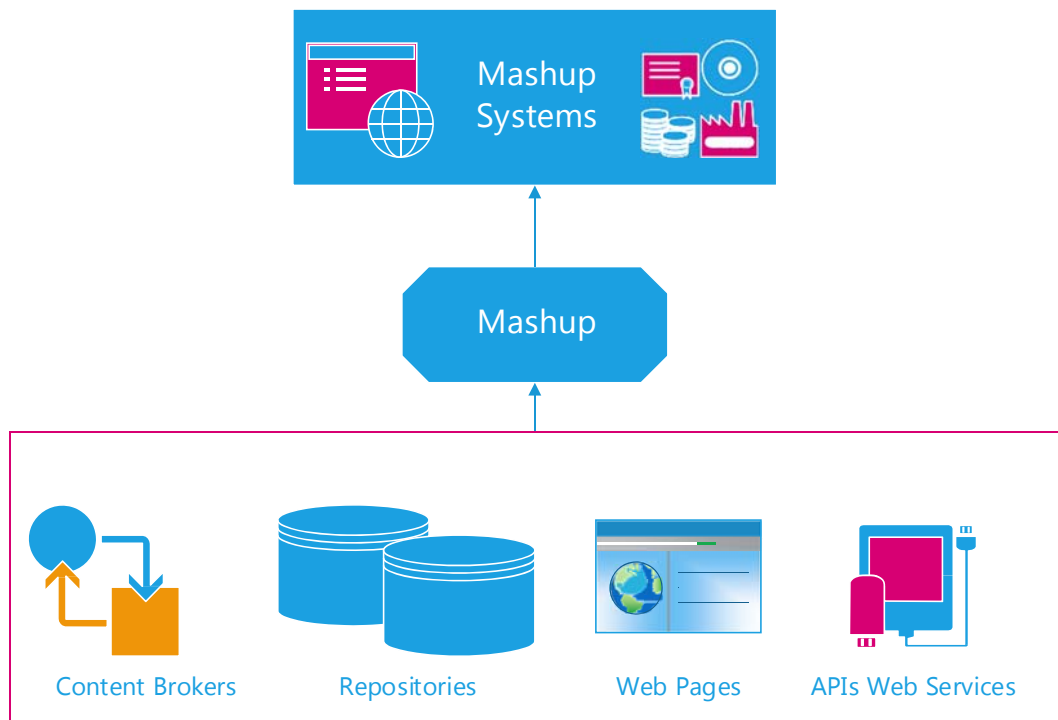 Mashup
Systems
Mashup
Content Brokers
Repositories
Web Pages
APIs Web Services